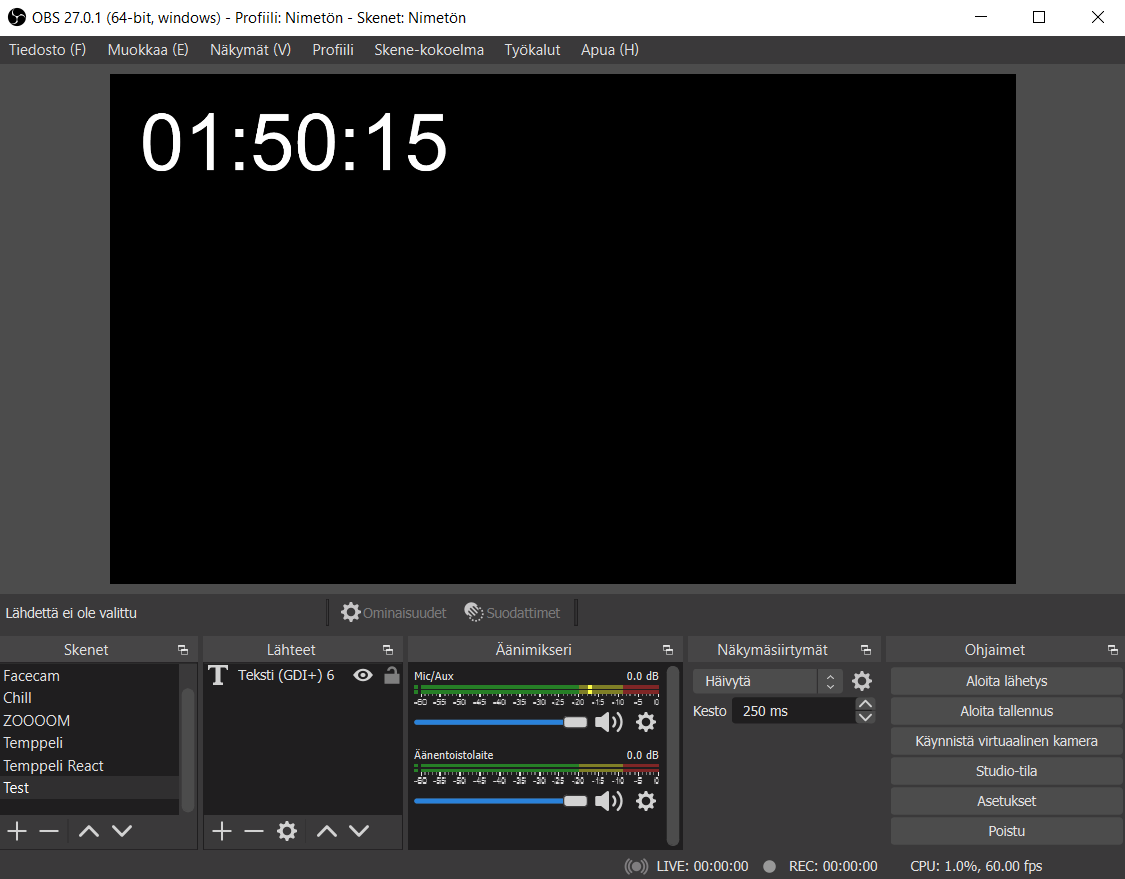 OBS 27.0.1 (64-bit, windows) - Profiili: Nimetön - Skenet: Nimetön
Tiedosto (F) Muokkaa (E) Näkymät (V) Profiili Skene-kokoelma Työkalut Apua (H)
01:50:15
Lähdettä ei ole valittu Ominaisuudet Suodattimet
Skenet Lähteet Äänimikseri Näkymäsiirtymät Ohjaimet
Facecam
Chill
ZOOOOM
Temppeli
Temppeli React
Test
T Teksti (GDI+) 6
Mic/Aux 0.0 dB
-60 -55 -50 -45 -40 -35 -30 -25 -20 -15 -10 -5 0
Äänentoistolaite 0.0 dB
-60 -55 -50 -45 -40 -35 -30 -25 -20 -15 -10 -5 0
Häivytä
Kesto 250 ms
Aloita lähetys
Aloita tallennus
Käynnistä virtuaalinen kamera
Studio-tila
Asetukset
Poistu
LIVE: 00:00:00 REC: 00:00:00 CPU: 1.0%, 60.00 fps